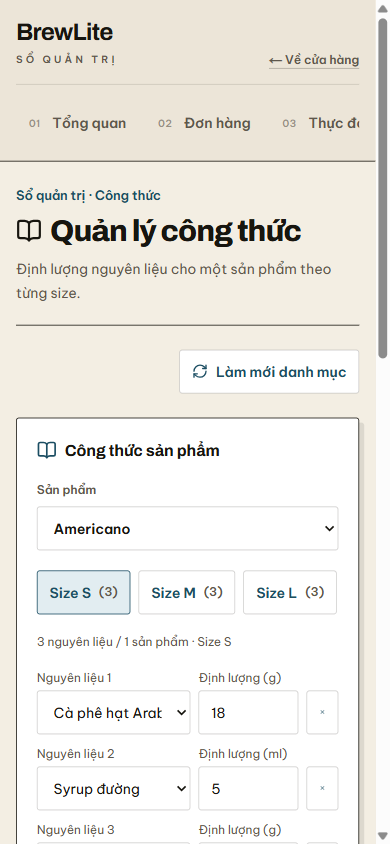 BrewLite
SỔ QUẢN TRỊ
← Về cửa hàng
01 Tổng quan 02 Đơn hàng 03 Thực đơ
Sổ quản trị · Công thức
Quản lý công thức
Định lượng nguyên liệu cho một sản phẩm theo
từng size.
Làm mới danh mục
Công thức sản phẩm
Sản phẩm
Americano
Size S (3) Size M (3) Size L (3)
3 nguyên liệu / 1 sản phẩm · Size S
Nguyên liệu 1 Định lượng (g)
Cà phê hạt Arab 18 ×
Nguyên liệu 2 Định lượng (ml)
Syrup đường 5 ×
Nguyên liệu 3 Định lượng (g)